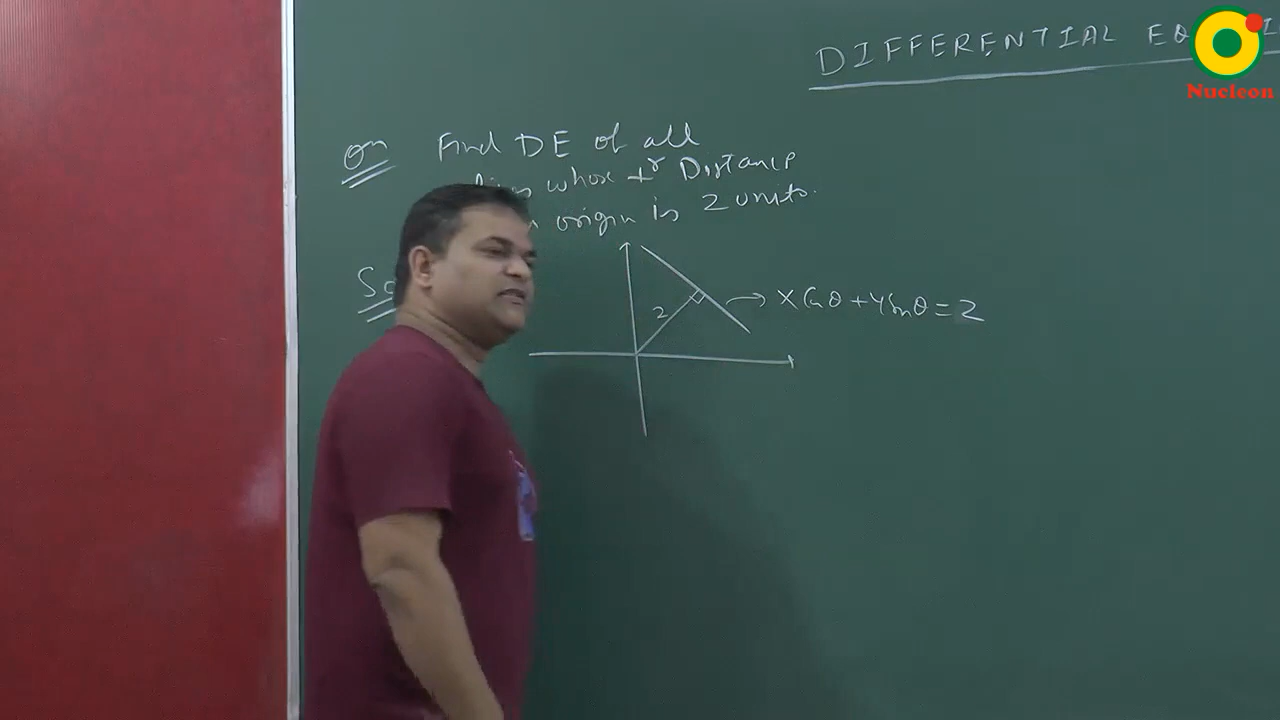 DIFFERENTIAL EQ
Nucleon
Qn Find DE of all
whose ⊥r Distance
origin is 2 units.
So
2
x Cosθ + y Sinθ = 2